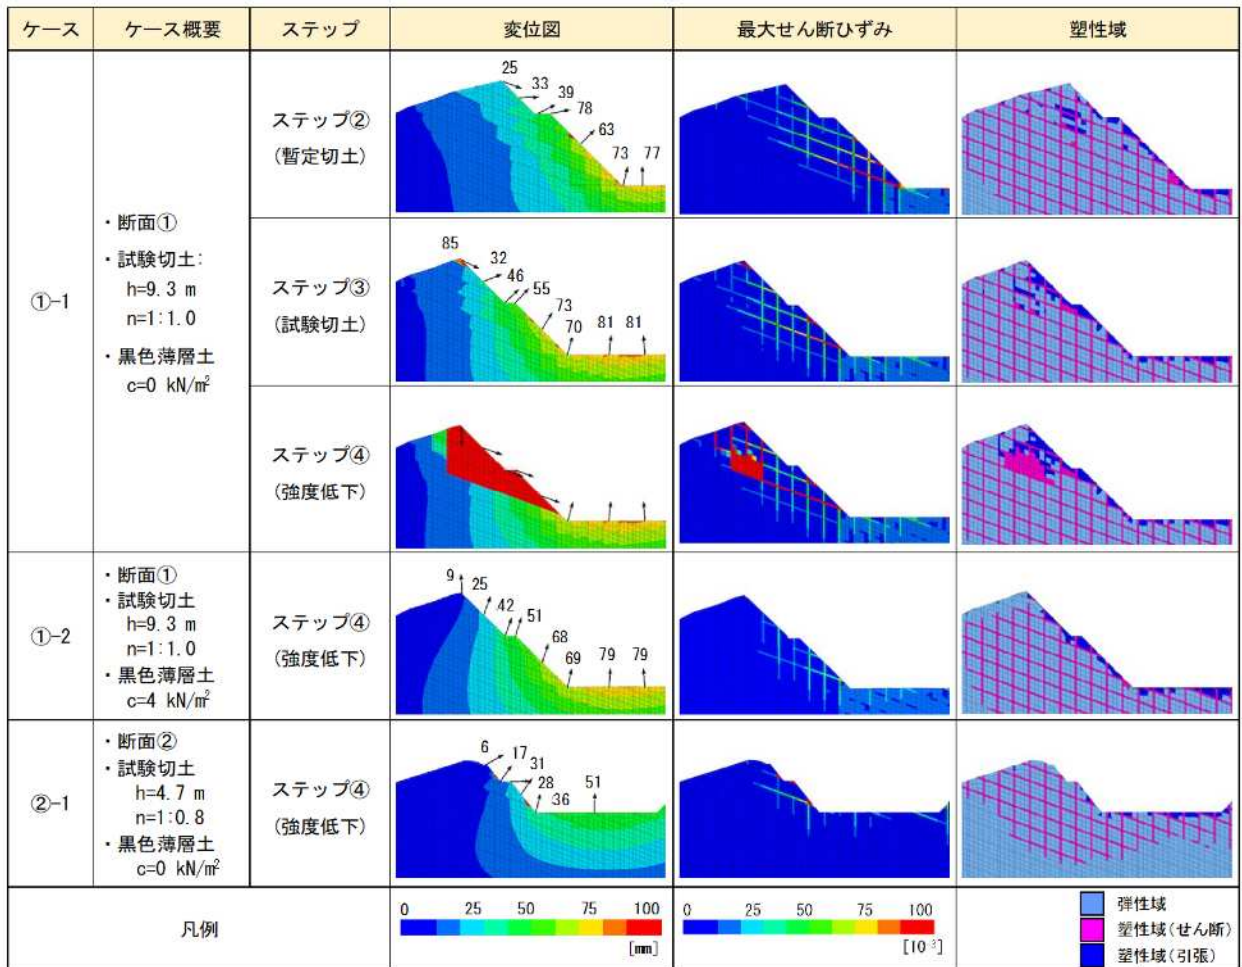 ケース ケース概要 ステップ 変位図 最大せん断ひずみ 塑性域
①-1
・断面①
・試験切土:
h=9.3 m
n=1:1.0
・黒色薄層土
c=0 kN/m²
ステップ②
(暫定切土)
25
33
39
78
63
73 77
ステップ③
(試験切土)
85
32
46
55
73
70 81 81
ステップ④
(強度低下)
①-2
・断面①
・試験切土
h=9.3 m
n=1:1.0
・黒色薄層土
c=4 kN/m²
ステップ④
(強度低下)
9 25
42
51
68
69 79 79
②-1
・断面②
・試験切土
h=4.7 m
n=1:0.8
・黒色薄層土
c=0 kN/m²
ステップ④
(強度低下)
6 17
31
28
36
51
凡例
0 25 50 75 100
[mm]
0 25 50 75 100
[10⁻³]
弾性域
塑性域(せん断)
塑性域(引張)